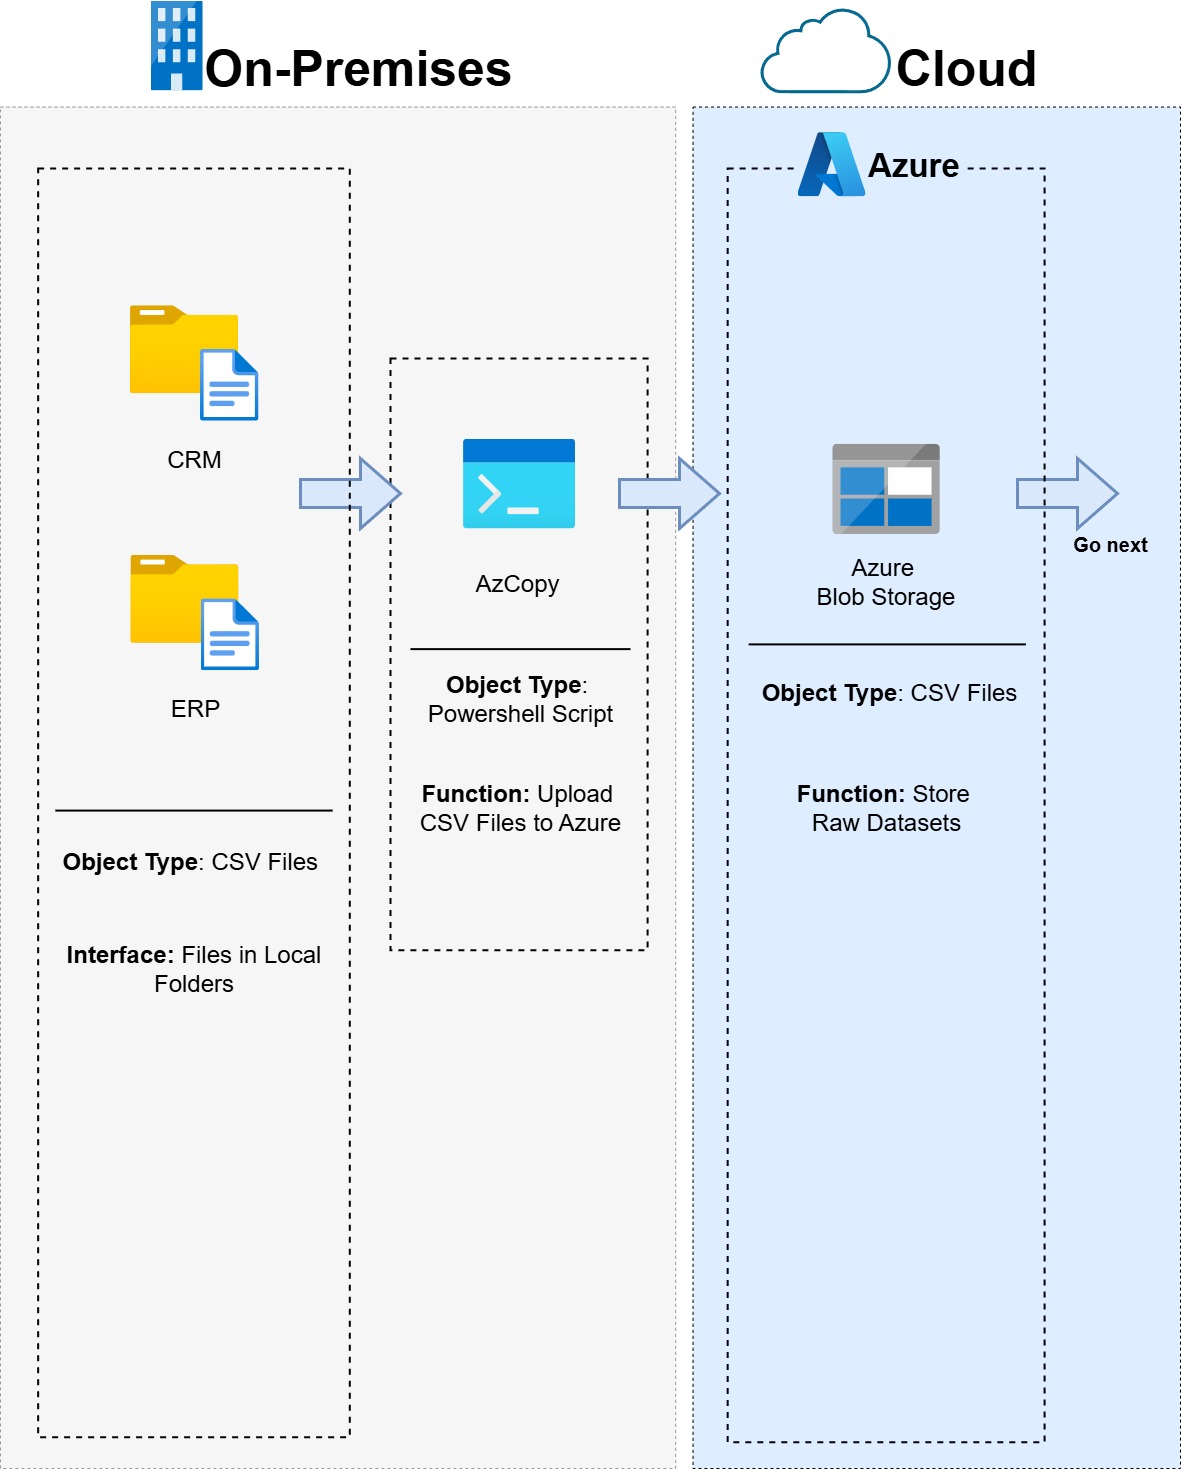 On-Premises
Cloud
Azure
CRM
ERP
Object Type: CSV Files
Interface: Files in Local
Folders
AzCopy
Object Type:
Powershell Script
Function: Upload
CSV Files to Azure
Azure
Blob Storage
Object Type: CSV Files
Function: Store
Raw Datasets
Go next